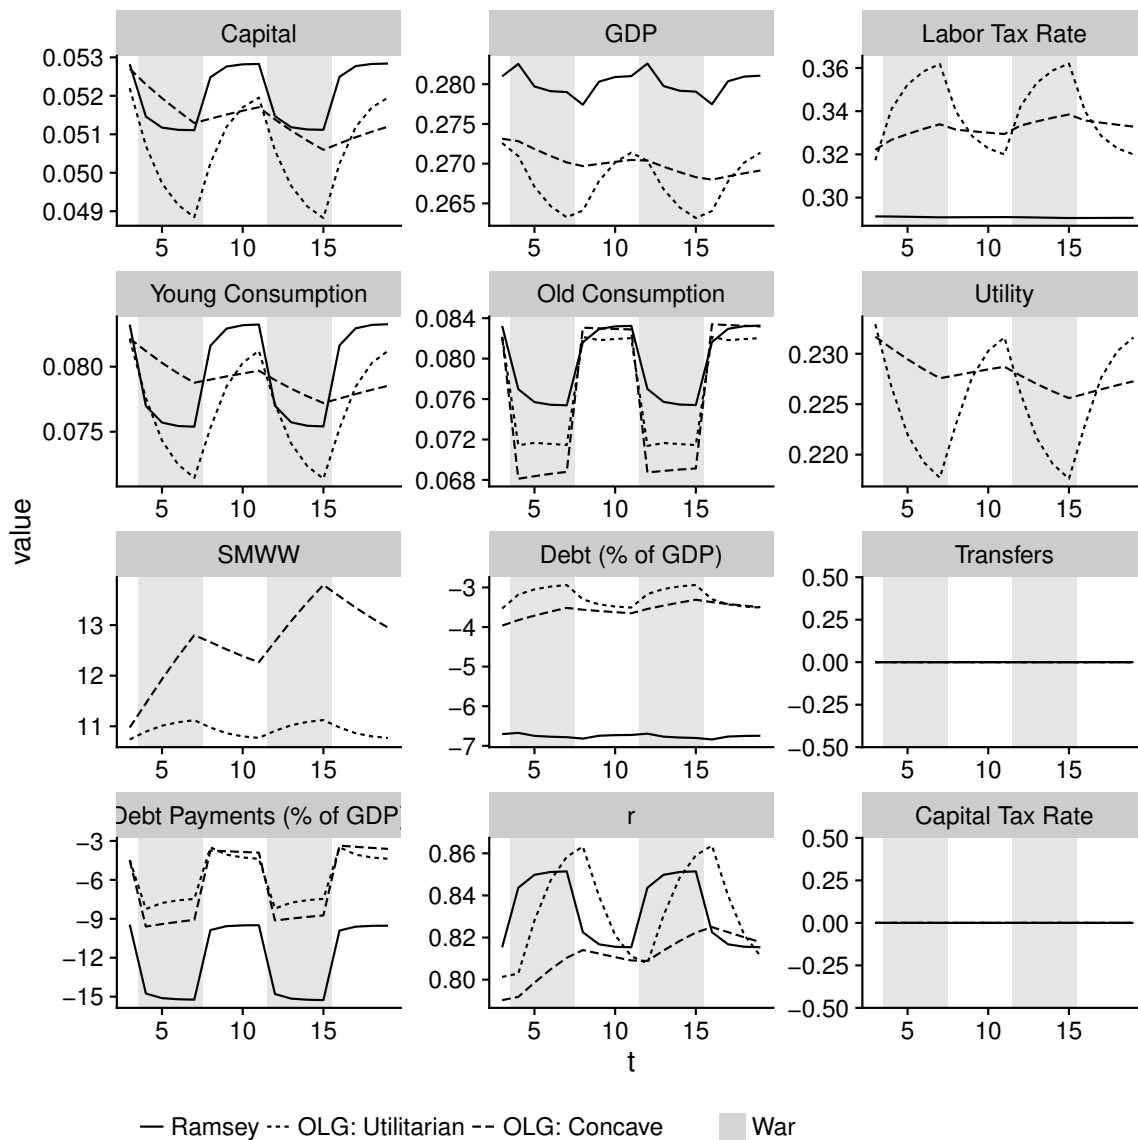 Capital
GDP
Labor Tax Rate
0.053
0.052
0.051
0.050
0.049
0.280
0.275
0.270
0.265
0.36
0.34
0.32
0.30
5 10 15
5 10 15
5 10 15
Young Consumption
Old Consumption
Utility
0.080
0.075
0.084
0.080
0.076
0.072
0.068
0.230
0.225
0.220
5 10 15
5 10 15
5 10 15
value
SMWW
Debt (% of GDP)
Transfers
13
12
11
−3
−4
−5
−6
−7
0.50
0.25
0.00
−0.25
−0.50
5 10 15
5 10 15
5 10 15
Debt Payments (% of GDP)
r
Capital Tax Rate
−3
−6
−9
−12
−15
0.86
0.84
0.82
0.80
0.50
0.25
0.00
−0.25
−0.50
5 10 15
5 10 15
5 10 15
t
Ramsey OLG: Utilitarian OLG: Concave War